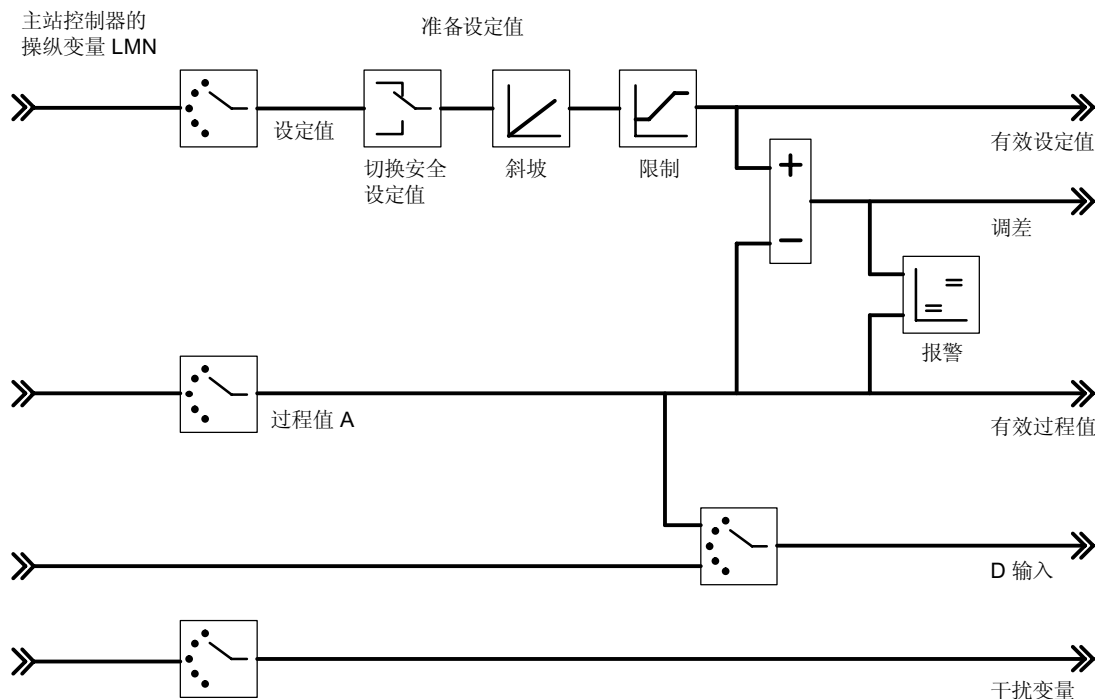 主站控制器的
操纵变量 LMN
准备设定值
设定值
切换安全
设定值
斜坡
限制
有效设定值
调差
报警
过程值 A
有效过程值
D 输入
干扰变量